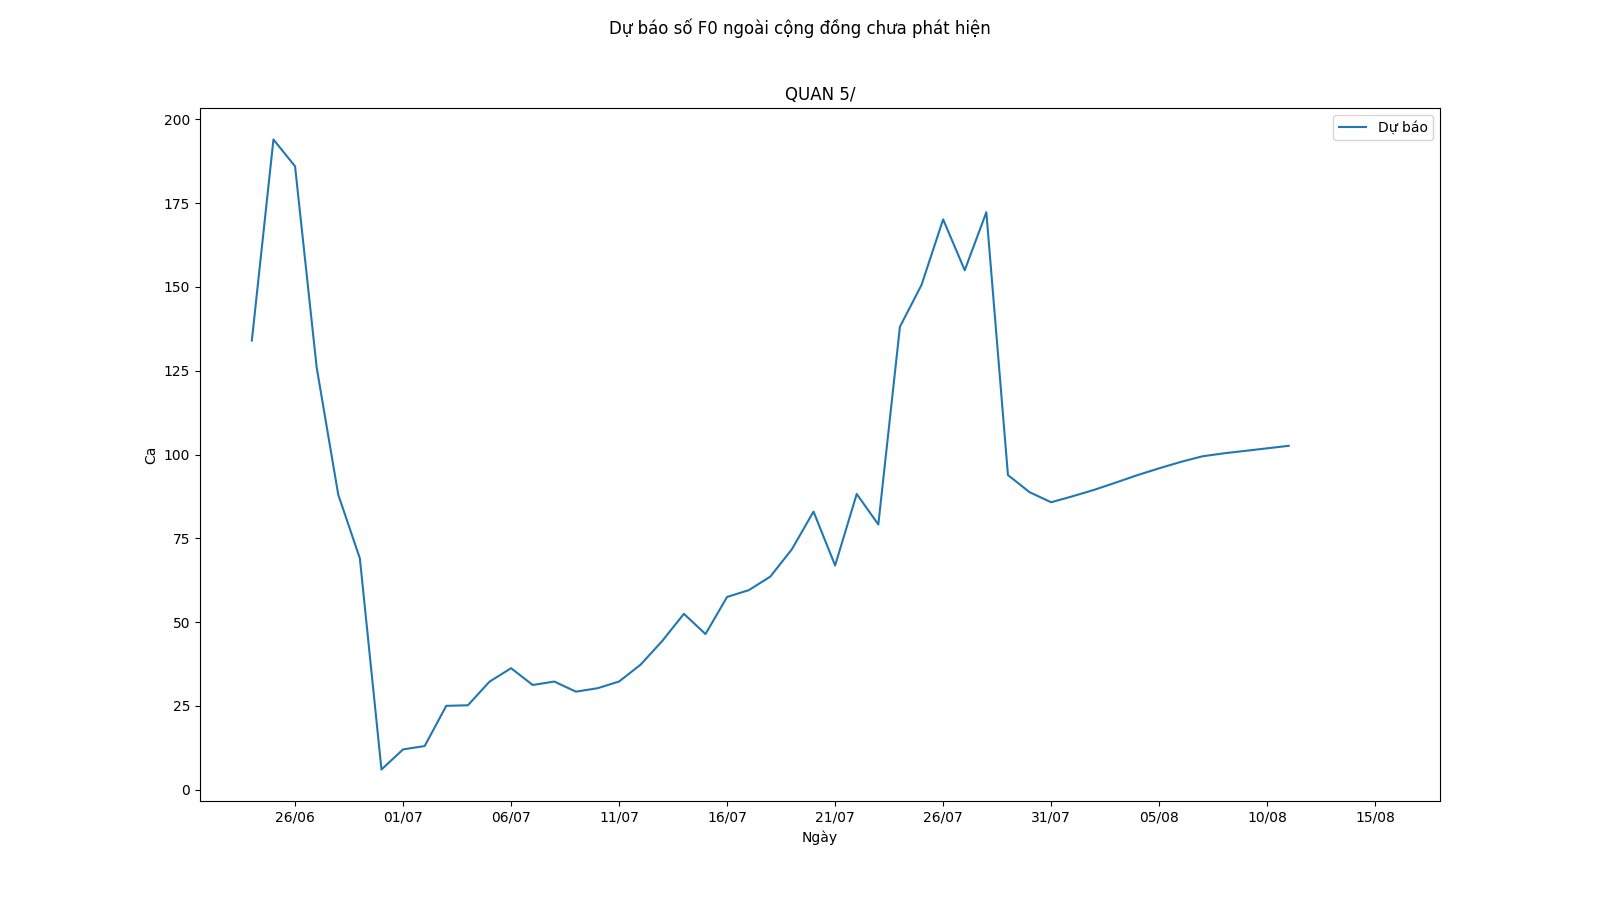 Dự báo số F0 ngoài cộng đồng chưa phát hiện
QUAN 5/
Dự báo
200
175
150
125
100
75
50
25
0
Ca
26/06 01/07 06/07 11/07 16/07 21/07 26/07 31/07 05/08 10/08 15/08
Ngày